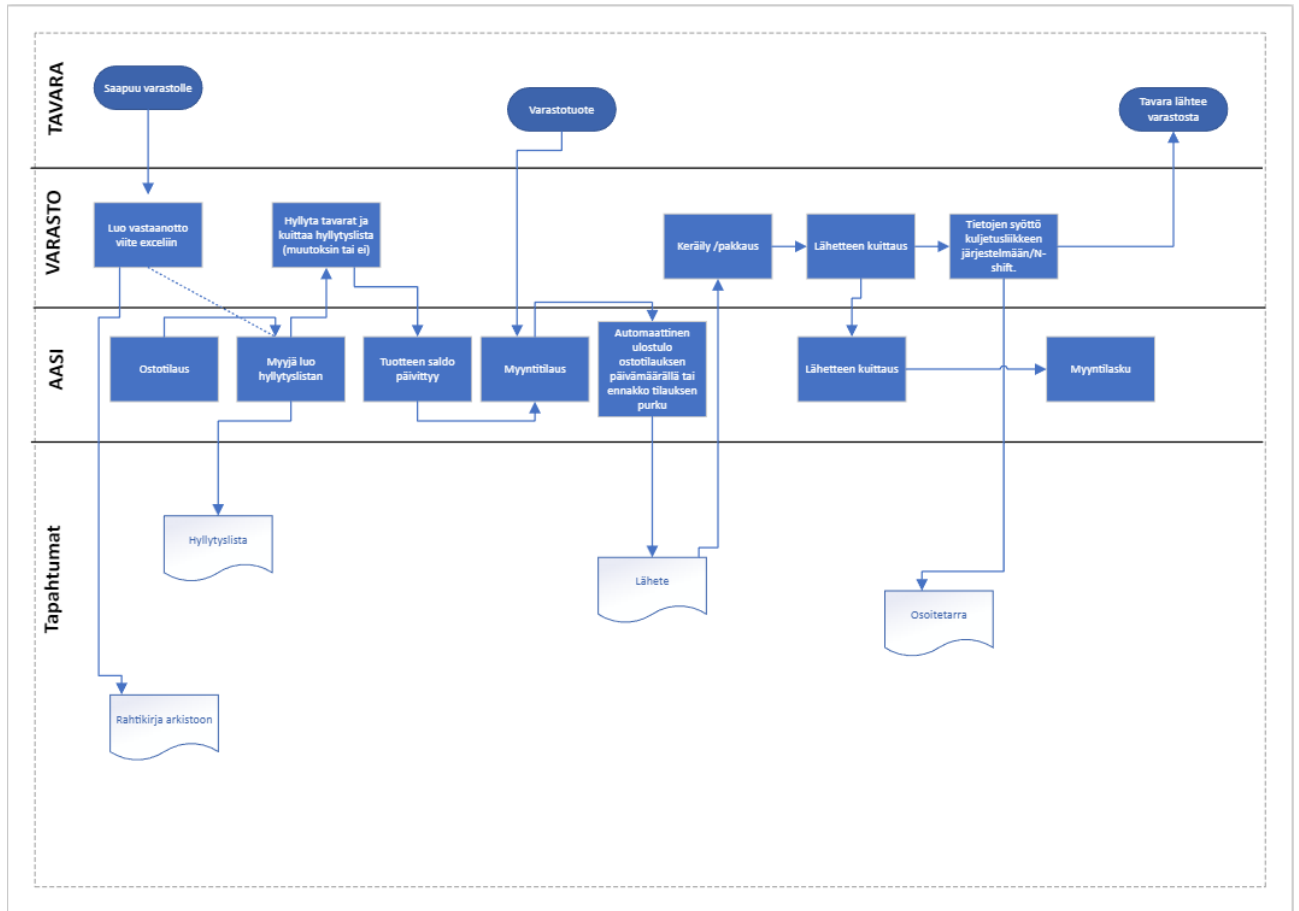 TAVARA
Saapuu varastolle
Varastotuote
Tavara lähtee
varastosta
VARASTO
Luo vastaanotto
viite exceliin
Hyllyta tavarat ja
kuittaa hyllytyslista
(muutoksin tai ei)
Keräily /pakkaus
Lähetteen kuittaus
Tietojen syöttö
kuljetusliikkeen
järjestelmään/N-
shift.
AASI
Ostotilaus
Myyjä luo
hyllytyslistan
Tuotteen saldo
päivittyy
Myyntitilaus
Automaattinen
ulostulo
ostotilauksen
päivämäärällä tai
ennakko tilauksen
purku
Lähetteen kuittaus
Myyntilasku
Tapahtumat
Hyllytyslista
Lähete
Osoitetarra
Rahtikirja arkistoon